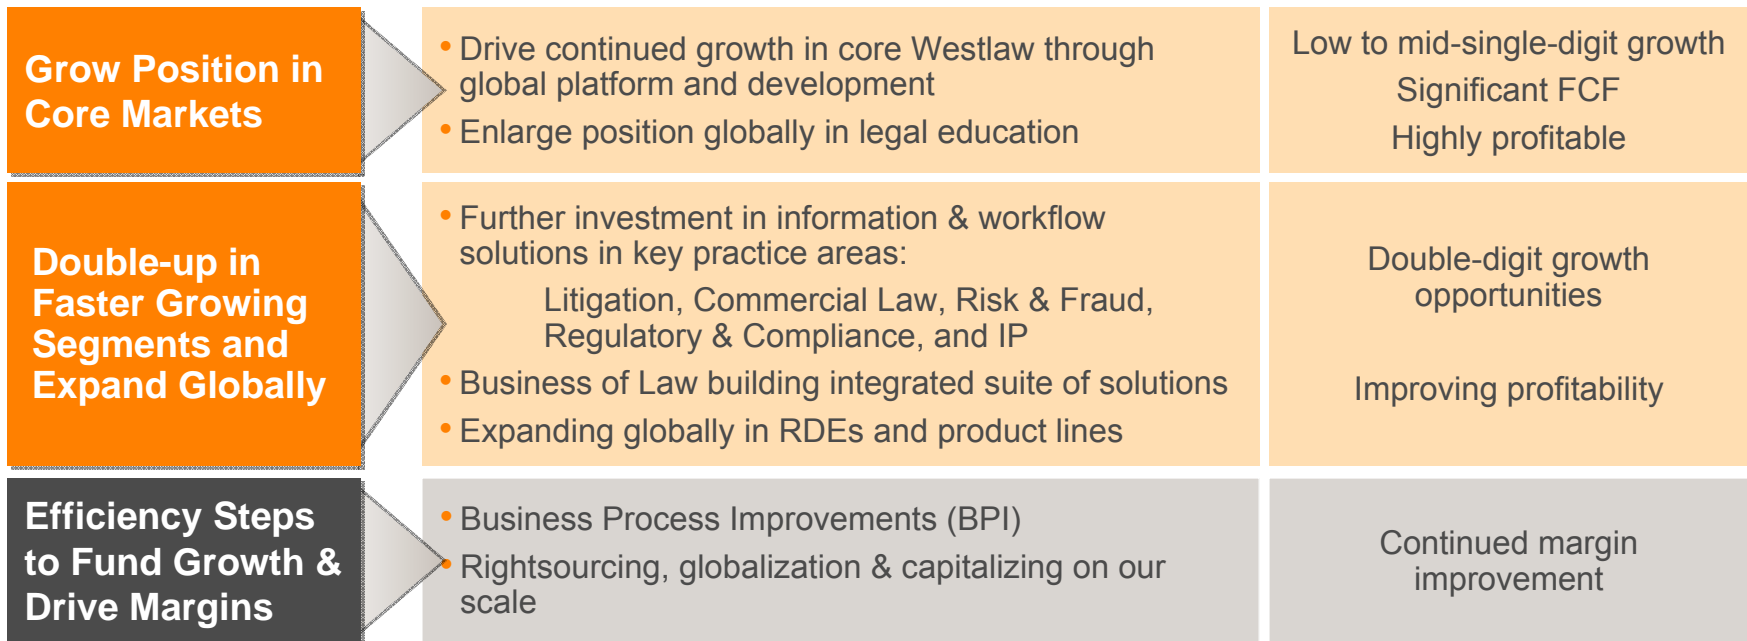 Grow Position in
Core Markets
• Drive continued growth in core Westlaw through
global platform and development
• Enlarge position globally in legal education
Low to mid-single-digit growth
Significant FCF
Highly profitable
Double-up in
Faster Growing
Segments and
Expand Globally
• Further investment in information & workflow
solutions in key practice areas:
Litigation, Commercial Law, Risk & Fraud,
Regulatory & Compliance, and IP
• Business of Law building integrated suite of solutions
• Expanding globally in RDEs and product lines
Double-digit growth
opportunities
Improving profitability
Efficiency Steps
to Fund Growth &
Drive Margins
• Business Process Improvements (BPI)
• Rightsourcing, globalization & capitalizing on our
scale
Continued margin
improvement